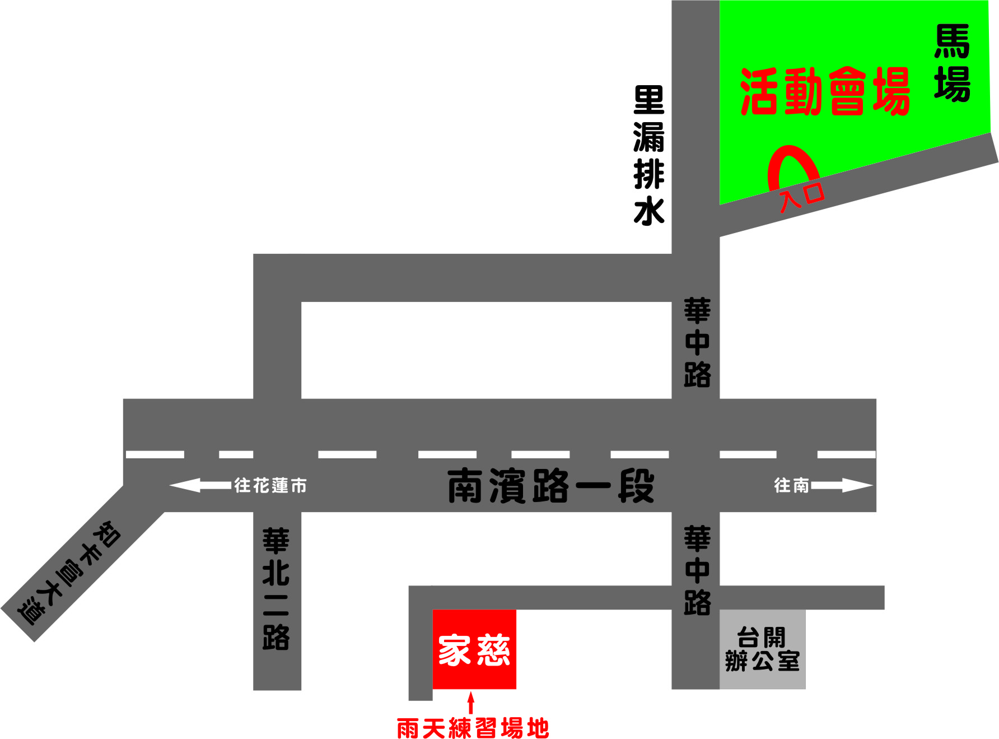 馬場
活動會場
里漏排水
入口
華中路
南濱路一段
往花蓮市
往南
知卡宣大道
華北二路
華中路
家慈
台開
辦公室
雨天練習場地